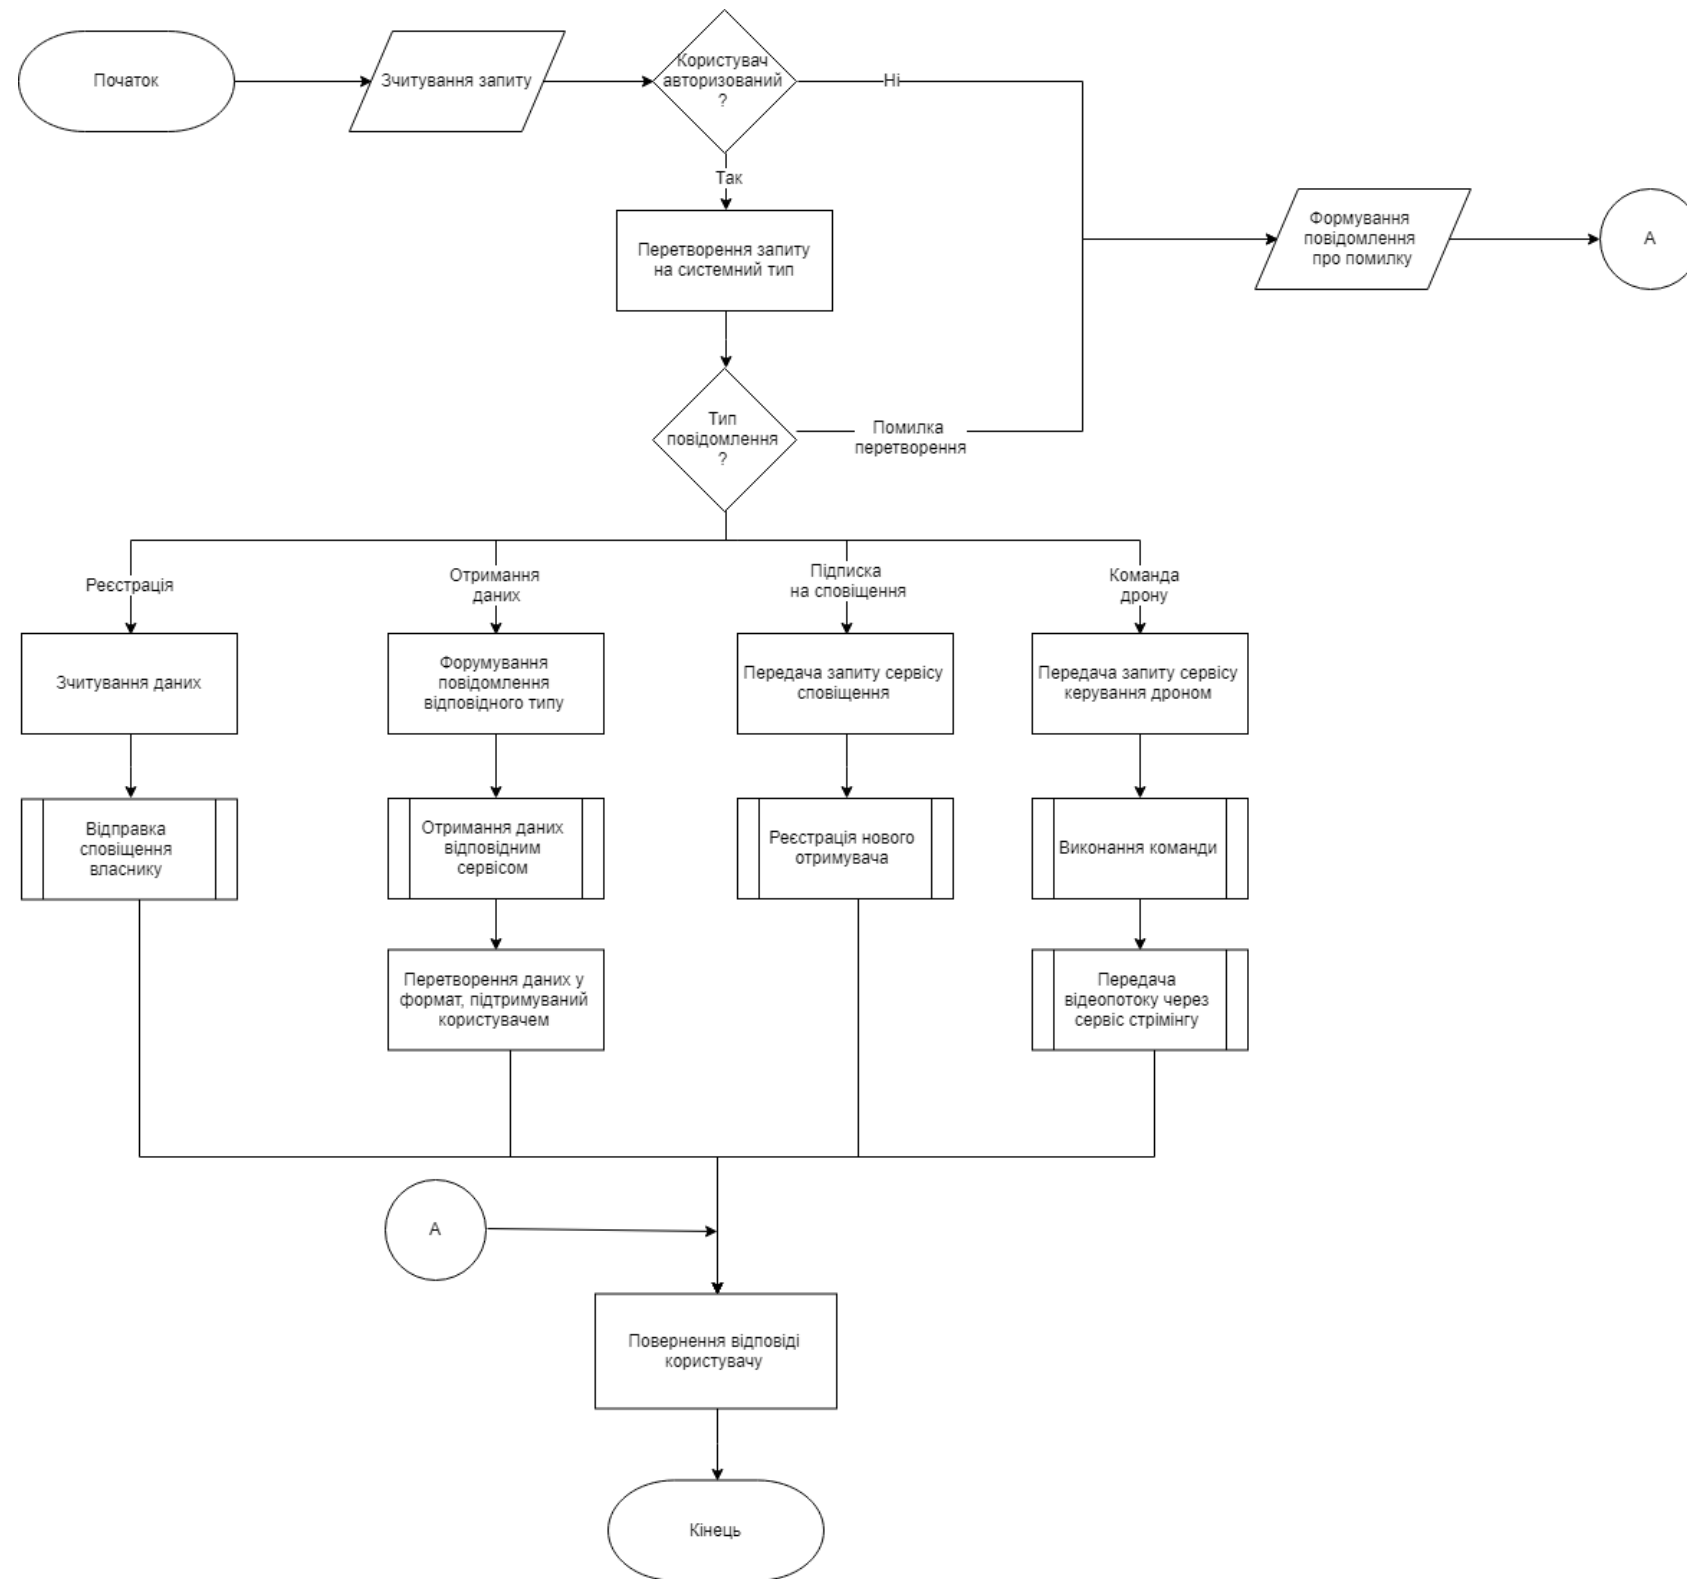 Початок
Зчитування запиту
Користувач
авторизований
?
Ні
Так
Перетворення запиту
на системний тип
Формування
повідомлення
про помилку
А
Тип
повідомлення
?
Помилка
перетворення
Реєстрація
Отримання
даних
Підписка
на сповіщення
Команда
дрону
Зчитування даних
Форумування
повідомлення
відповідного типу
Передача запиту сервісу
сповіщення
Передача запиту сервісу
керування дроном
Відправка
сповіщення
власнику
Отримання даних
відповідним
сервісом
Реєстрація нового
отримувача
Виконання команди
Перетворення даних у
формат, підтримуваний
користувачем
Передача
відеопотоку через
сервіс стрімінгу
А
Повернення відповіді
користувачу
Кінець